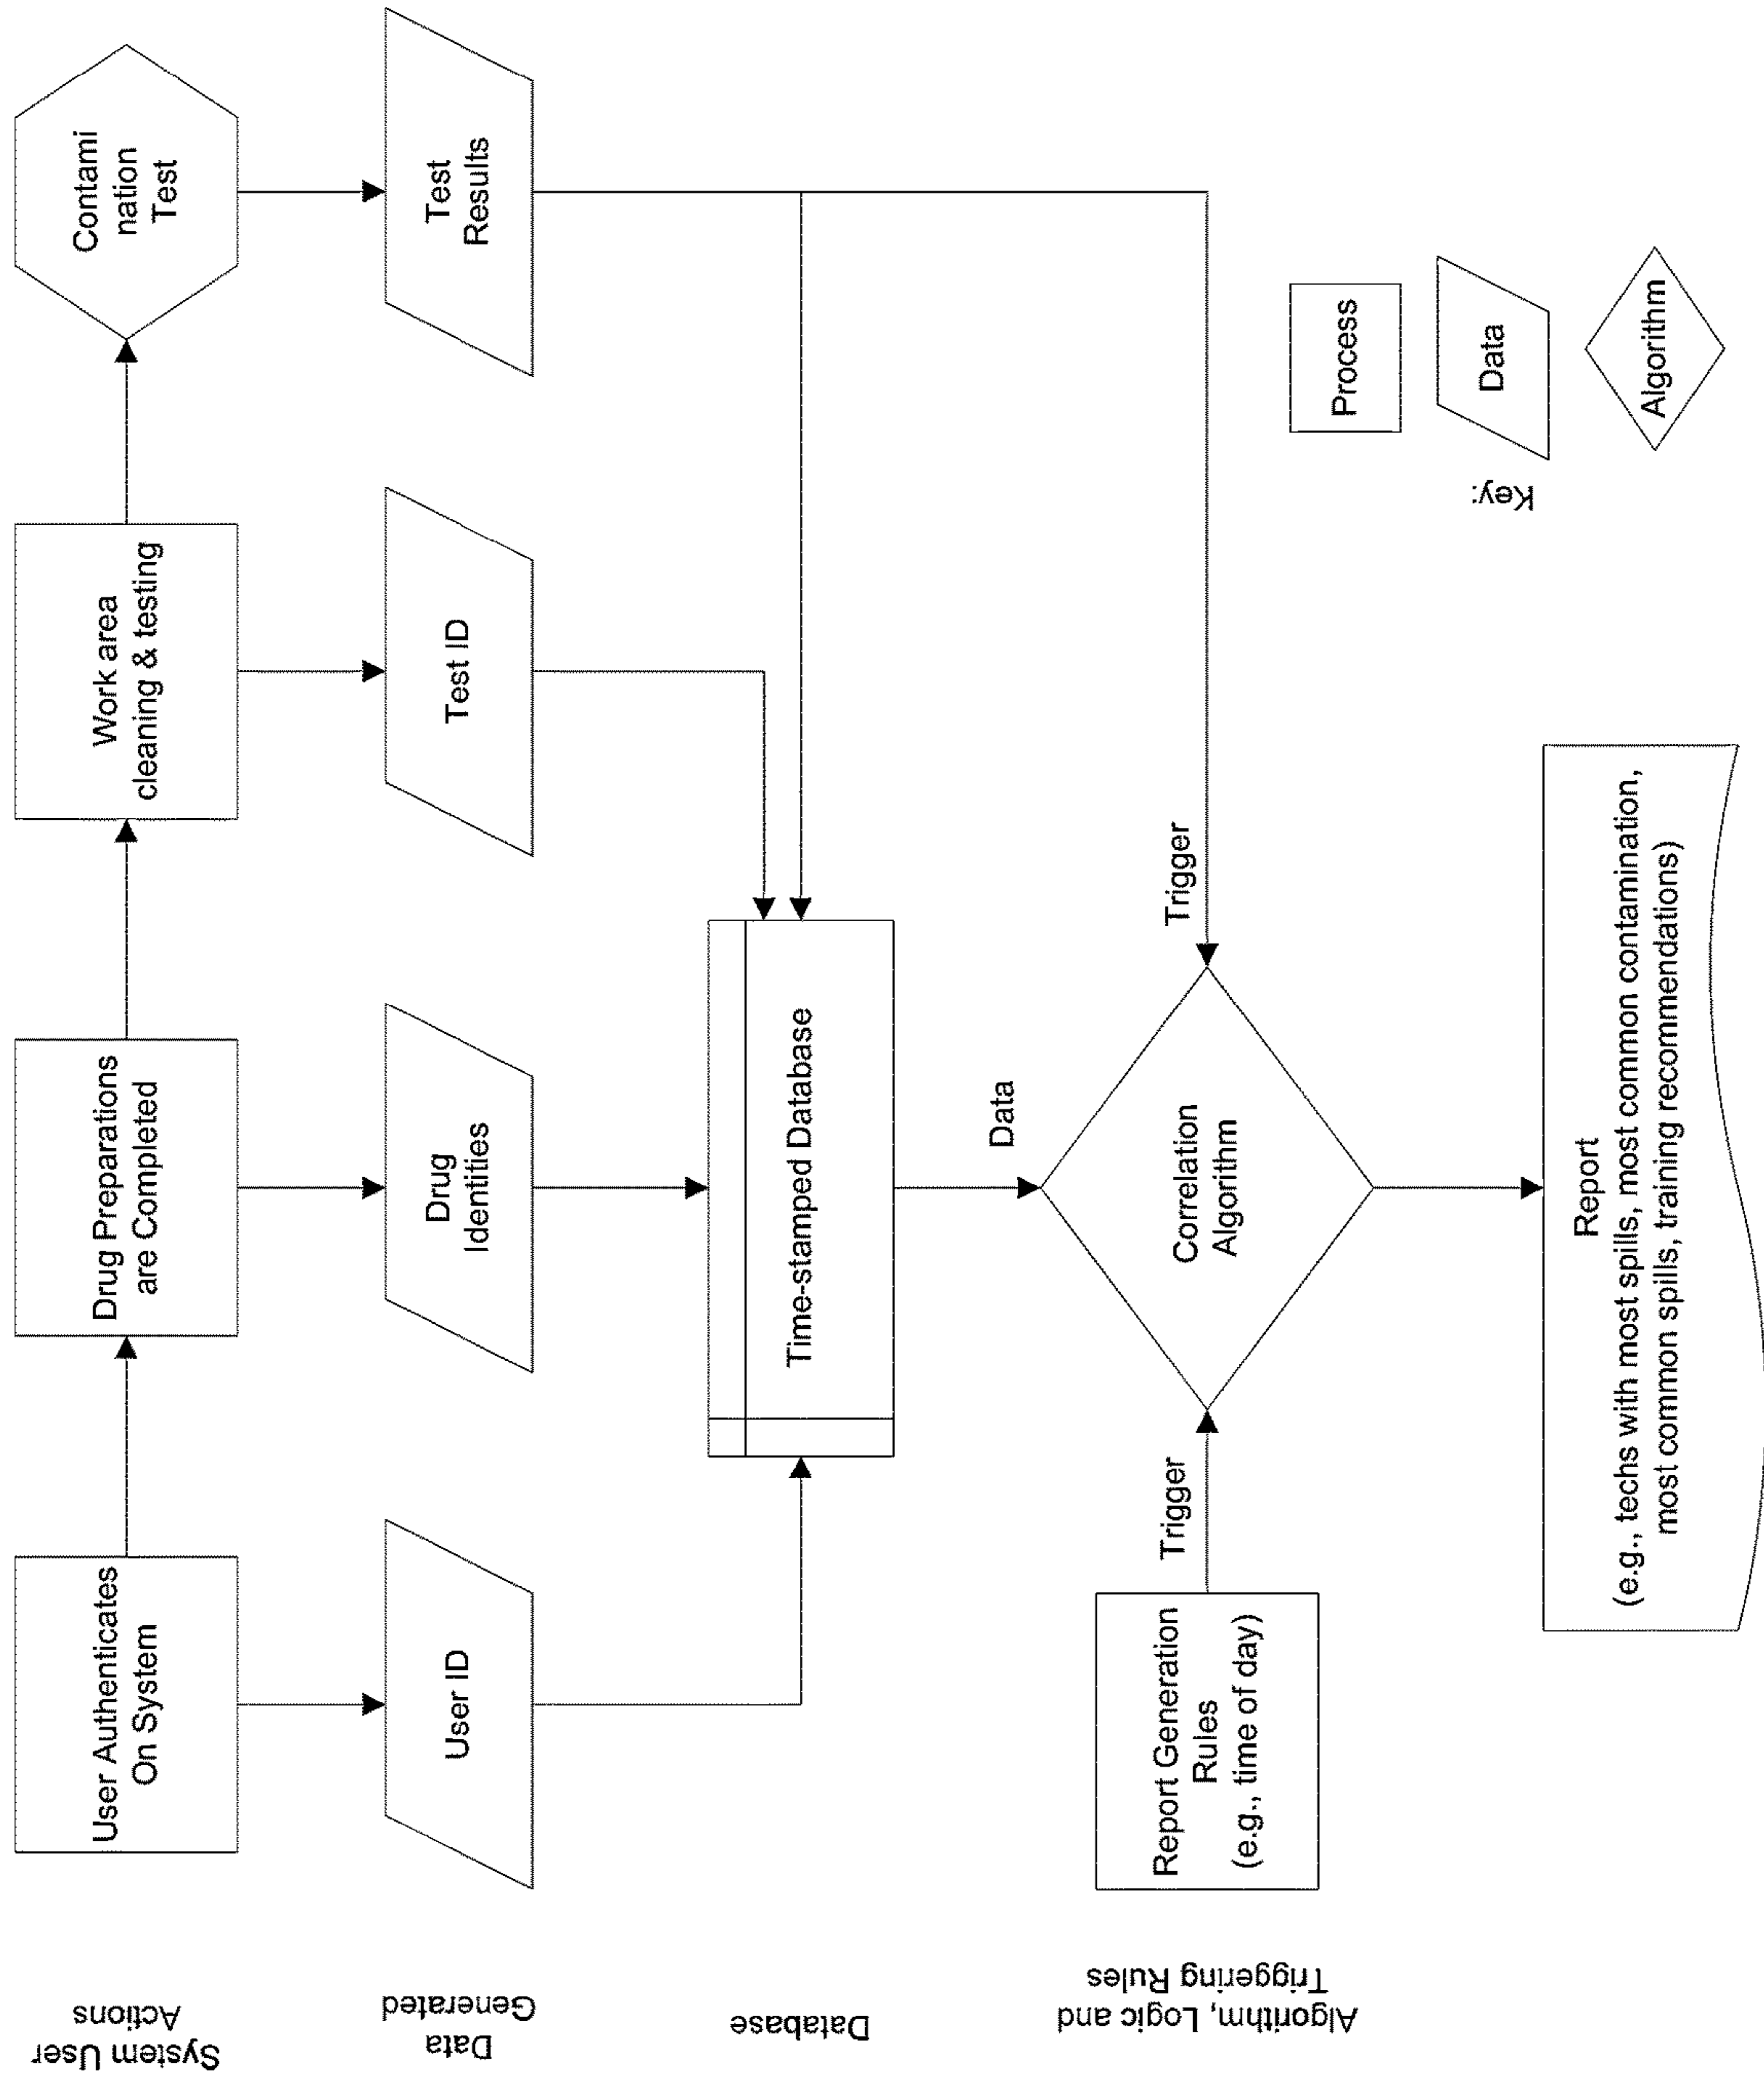 System User
Actions
User Authenticates
On System
Drug Preparations
are Completed
Work area
cleaning & testing
Contami
nation
Test
Data
Generated
User ID
Drug
Identities
Test ID
Test
Results
Database
Time-stamped Database
Data
Algorithm, Logic and
Triggering Rules
Report Generation
Rules
(e.g., time of day)
Trigger
Correlation
Algorithm
Trigger
Report
(e.g., techs with most spills, most common contamination,
most common spills, training recommendations)
Key:
Process
Data
Algorithm